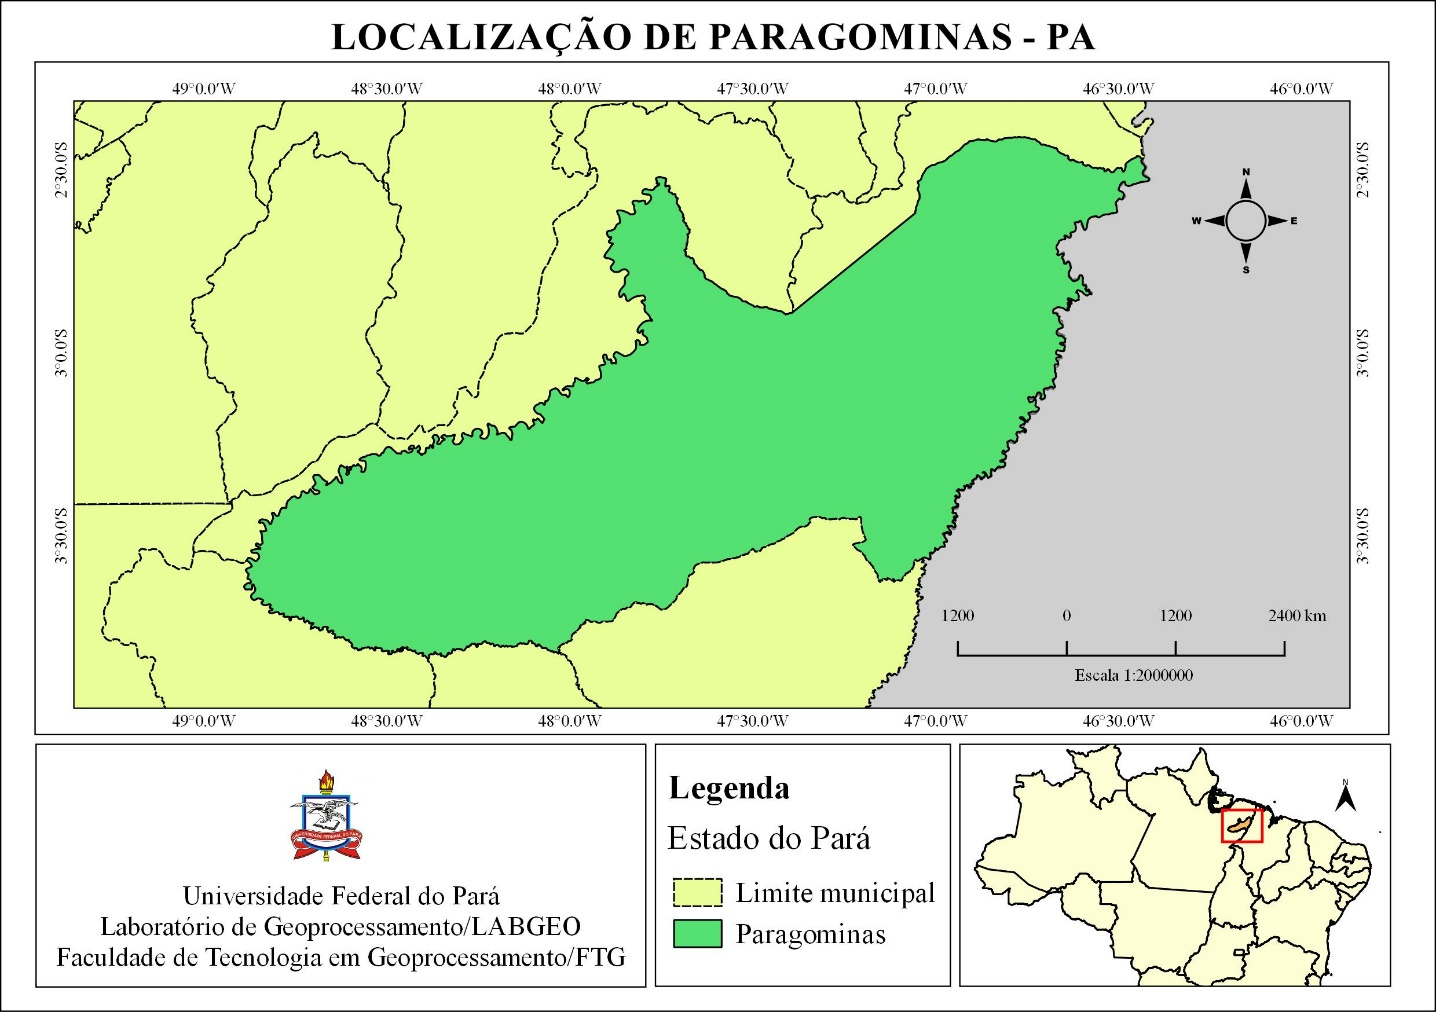 LOCALIZAÇÃO DE PARAGOMINAS - PA
49°0.0'W 48°30.0'W 48°0.0'W 47°30.0'W 47°0.0'W 46°30.0'W 46°0.0'W
2°30.0'S 2°30.0'S
N
W E
S
3°0.0'S 3°0.0'S
3°30.0'S 3°30.0'S
1200 0 1200 2400 km
Escala 1:2000000
49°0.0'W 48°30.0'W 48°0.0'W 47°30.0'W 47°0.0'W 46°30.0'W 46°0.0'W
UNIVERSIDADE FEDERAL DO PARÁ
Universidade Federal do Pará
Laboratório de Geoprocessamento/LABGEO
Faculdade de Tecnologia em Geoprocessamento/FTG
Legenda
Estado do Pará
Limite municipal
Paragominas
N